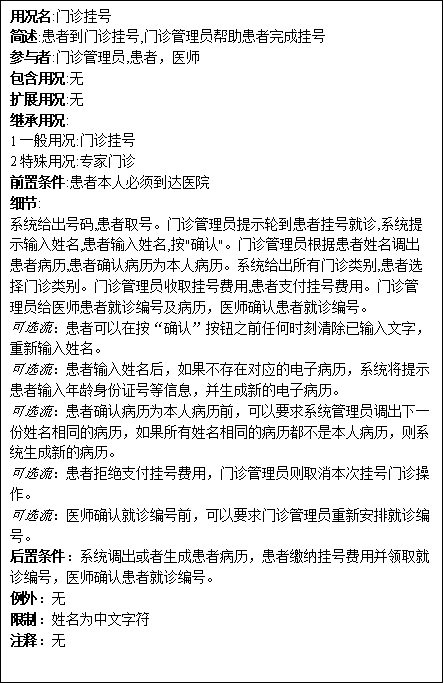 用况名:门诊挂号
简述:患者到门诊挂号,门诊管理员帮助患者完成挂号
参与者:门诊管理员,患者，医师
包含用况:无
扩展用况:无
继承用况:
1 一般用况:门诊挂号
2 特殊用况:专家门诊
前置条件:患者本人必须到达医院
细节:
系统给出号码,患者取号。门诊管理员提示轮到患者挂号就诊,系统提
示输入姓名,患者输入姓名,按"确认"。门诊管理员根据患者姓名调出
患者病历,患者确认病历为本人病历。系统给出所有门诊类别,患者选
择门诊类别。门诊管理员收取挂号费用,患者支付挂号费用。门诊管
理员给医师患者就诊编号及病历，医师确认患者就诊编号。
可选流：患者可以在按“确认”按钮之前任何时刻清除已输入文字，
重新输入姓名。
可选流：患者输入姓名后，如果不存在对应的电子病历，系统将提示
患者输入年龄身份证号等信息，并生成新的电子病历。
可选流：患者确认病历为本人病历前，可以要求系统管理员调出下一
份姓名相同的病历，如果所有姓名相同的病历都不是本人病历，则系
统生成新的病历。
可选流：患者拒绝支付挂号费用，门诊管理员则取消本次挂号门诊操
作。
可选流：医师确认就诊编号前，可以要求门诊管理员重新安排就诊编
号。
后置条件：系统调出或者生成患者病历，患者缴纳挂号费用并领取就
诊编号，医师确认患者就诊编号。
例外：无
限制：姓名为中文字符
注释：无